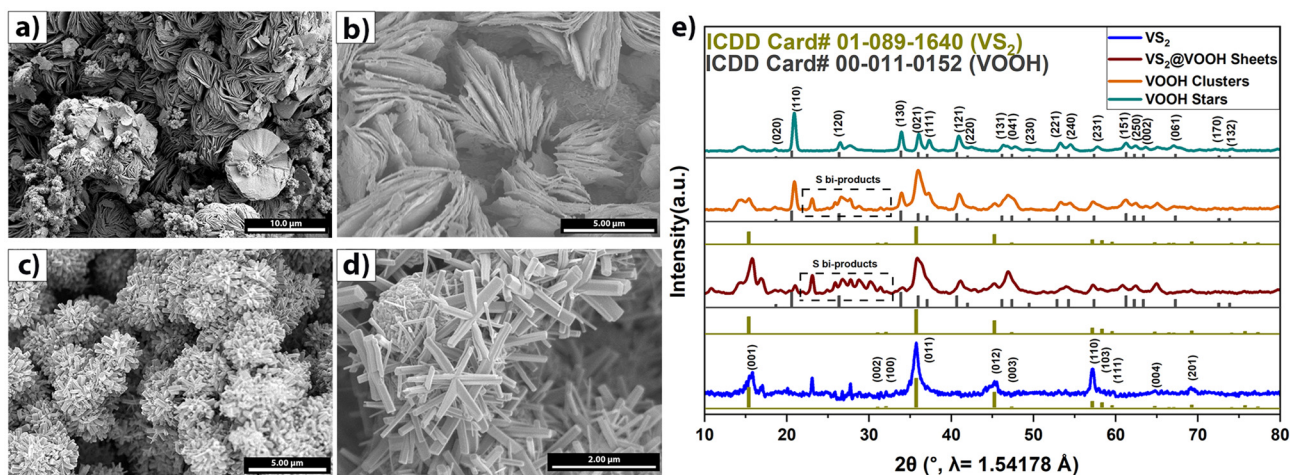 a)
10.0 µm
b)
5.00 µm
c)
5.00 µm
d)
2.00 µm
e)
ICDD Card# 01-089-1640 (VS₂)
ICDD Card# 00-011-0152 (VOOH)
VS₂
VS₂@VOOH Sheets
VOOH Clusters
VOOH Stars
(020)
(110)
(120)
(130)
(021)
(111)
(121)
(220)
(131)
(041)
(230)
(221)
(240)
(231)
(151)
(250)
(002)
(061)
(170)
(132)
S bi-products
S bi-products
(001)
(002)
(100)
(011)
(012)
(003)
(110)
(103)
(111)
(004)
(201)
Intensity(a.u.)
10 20 30 40 50 60 70 80
2θ (°, λ= 1.54178 Å)